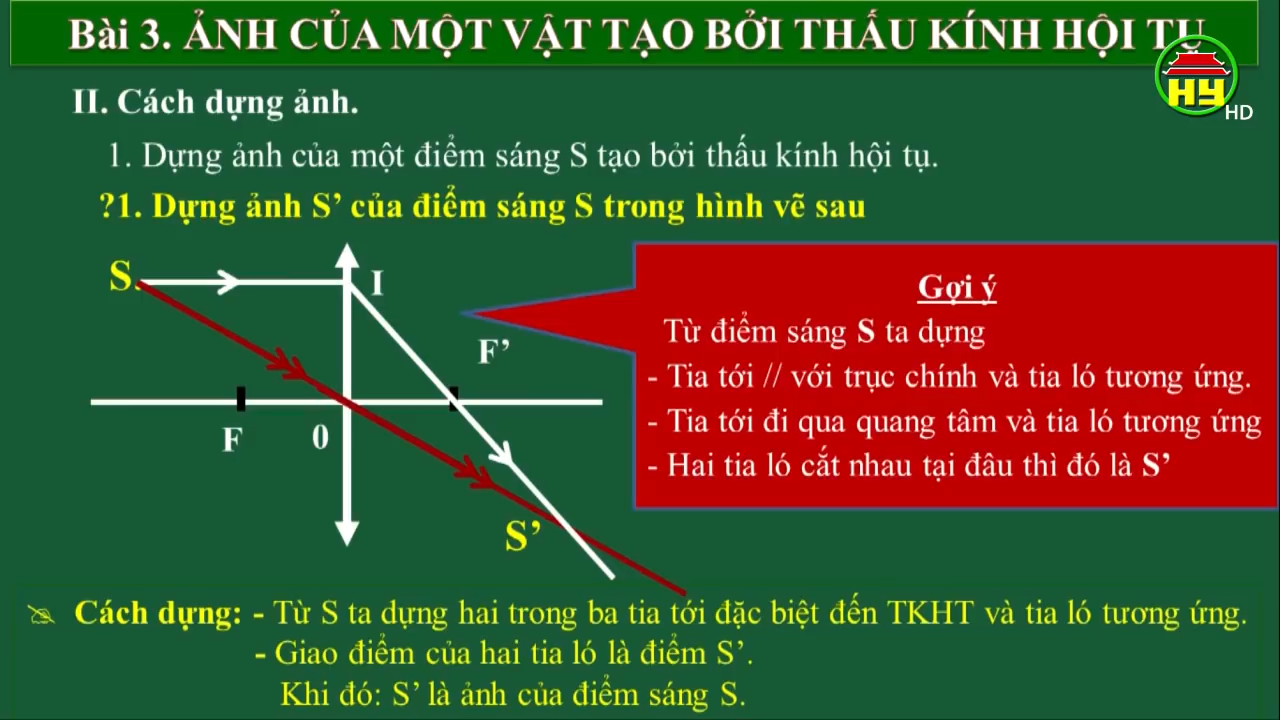 Bài 3. ẢNH CỦA MỘT VẬT TẠO BỞI THẤU KÍNH HỘI TỤ
HY
HD
II. Cách dựng ảnh.
1. Dựng ảnh của một điểm sáng S tạo bởi thấu kính hội tụ.
?1. Dựng ảnh S’ của điểm sáng S trong hình vẽ sau
S.
I
F’
F
0
S’
Gợi ý
Từ điểm sáng S ta dựng
- Tia tới // với trục chính và tia ló tương ứng.
- Tia tới đi qua quang tâm và tia ló tương ứng
- Hai tia ló cắt nhau tại đâu thì đó là S’
Cách dựng: - Từ S ta dựng hai trong ba tia tới đặc biệt đến TKHT và tia ló tương ứng.
- Giao điểm của hai tia ló là điểm S’.
Khi đó: S’ là ảnh của điểm sáng S.